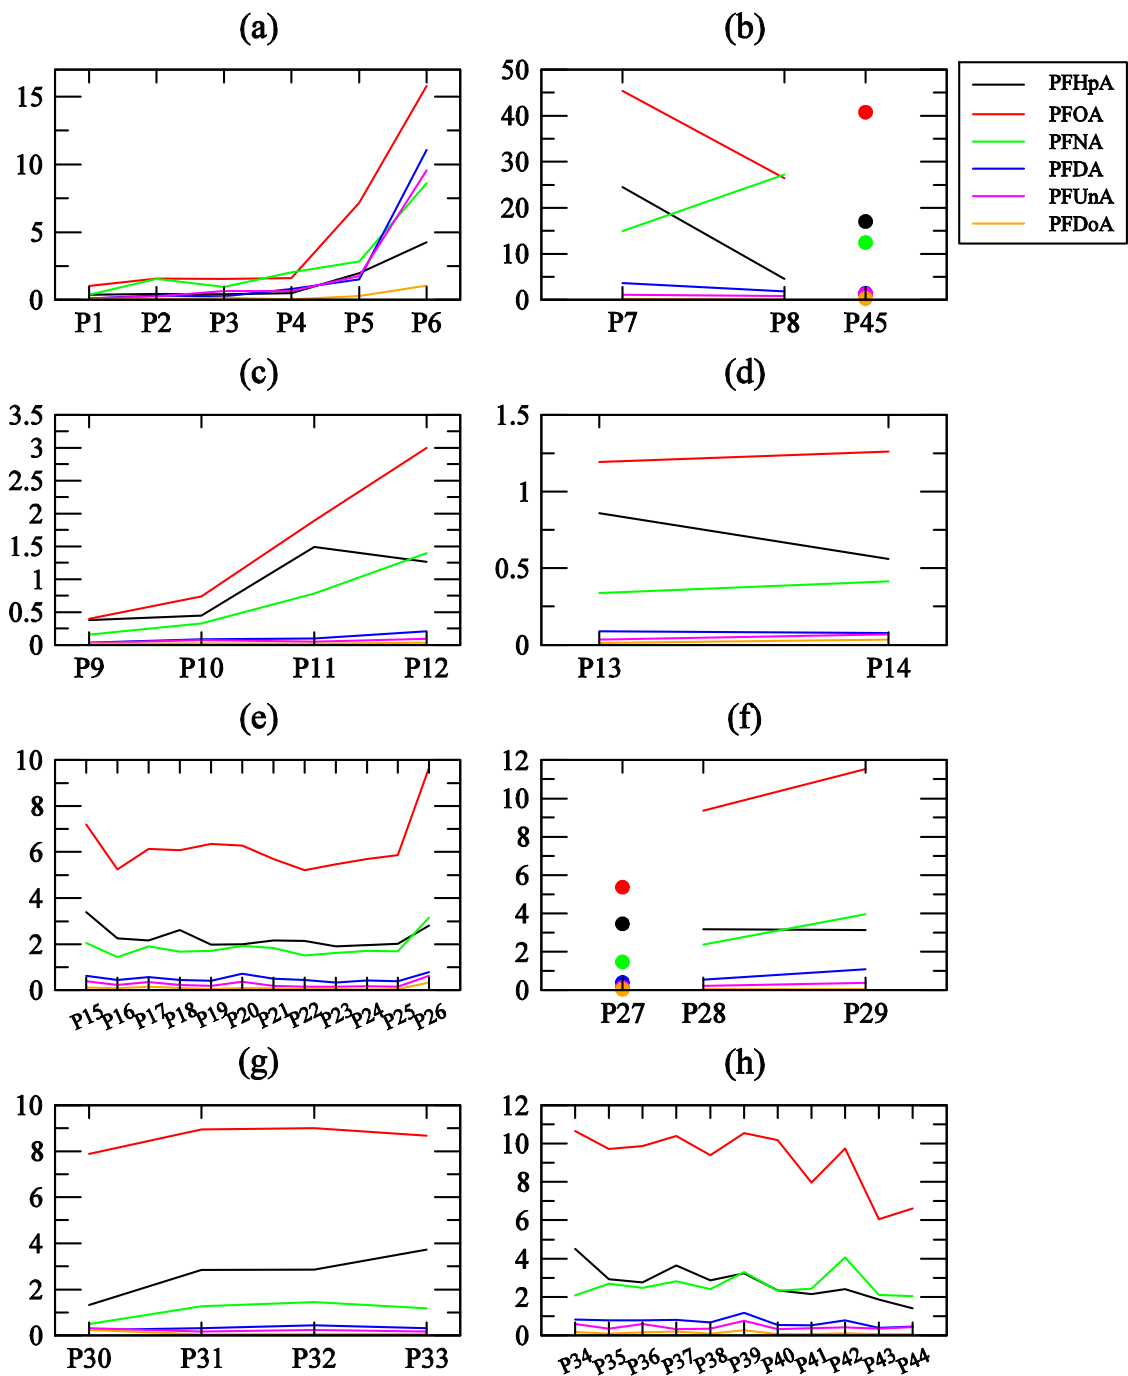 (a)
15
10
5
0
P1 P2 P3 P4 P5 P6
(b)
50
40
30
20
10
0
P7 P8 P45
PFHpA
PFOA
PFNA
PFDA
PFUnA
PFDoA
(c)
3.5
3
2.5
2
1.5
1
0.5
0
P9 P10 P11 P12
(d)
1.5
1
0.5
0
P13 P14
(e)
10
8
6
4
2
0
P15 P16 P17 P18 P19 P20 P21 P22 P23 P24 P25 P26
(f)
12
10
8
6
4
2
0
P27 P28 P29
(g)
10
8
6
4
2
0
P30 P31 P32 P33
(h)
12
10
8
6
4
2
0
P34 P35 P36 P37 P38 P39 P40 P41 P42 P43 P44